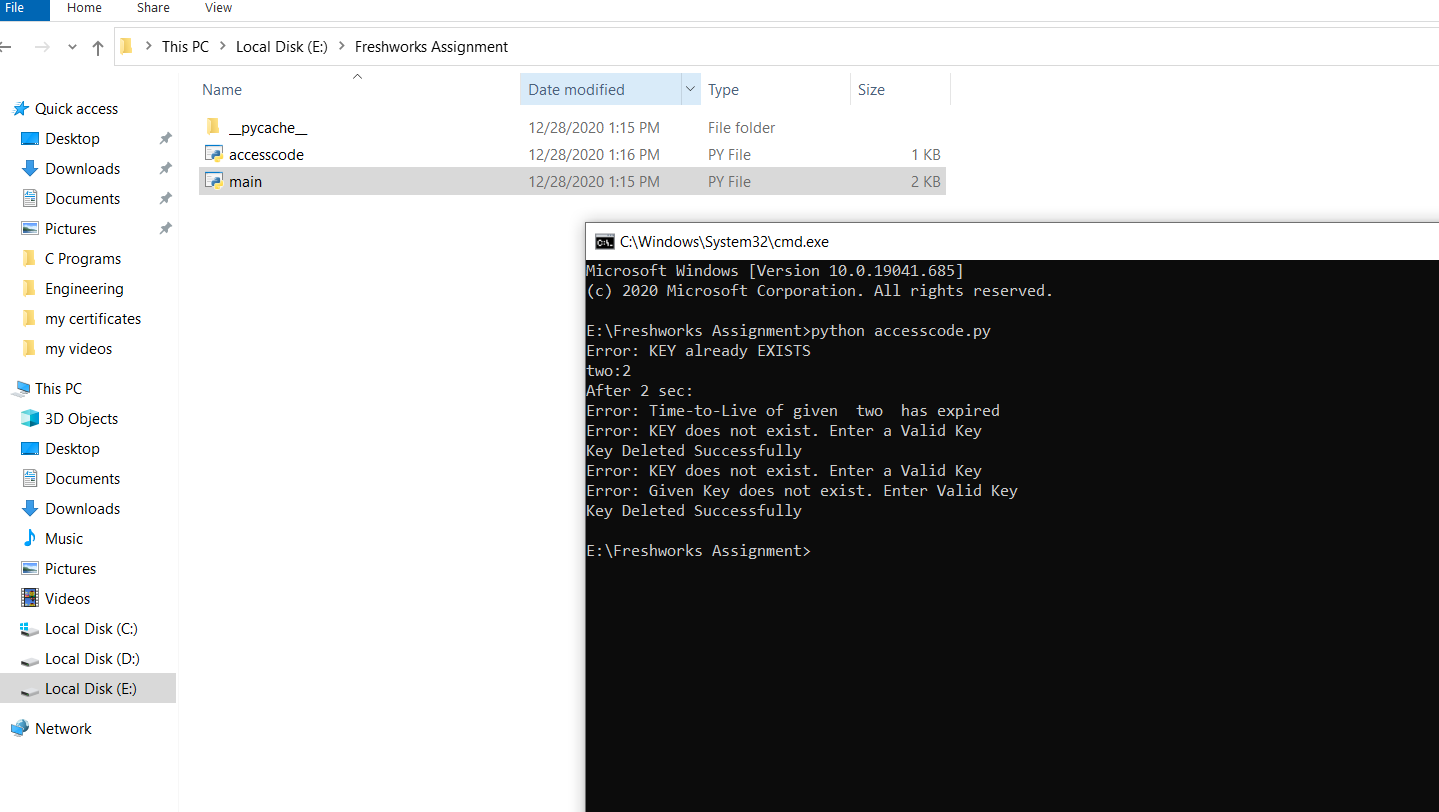 File Home Share View
This PC Local Disk (E:) Freshworks Assignment
Name Date modified Type Size
__pycache__ 12/28/2020 1:15 PM File folder
accesscode 12/28/2020 1:16 PM PY File 1 KB
main 12/28/2020 1:15 PM PY File 2 KB
Quick access
Desktop
Downloads
Documents
Pictures
C Programs
Engineering
my certificates
my videos
This PC
3D Objects
Desktop
Documents
Downloads
Music
Pictures
Videos
Local Disk (C:)
Local Disk (D:)
Local Disk (E:)
Network
C:\Windows\System32\cmd.exe
Microsoft Windows [Version 10.0.19041.685]
(c) 2020 Microsoft Corporation. All rights reserved.
E:\Freshworks Assignment>python accesscode.py
Error: KEY already EXISTS
two:2
After 2 sec:
Error: Time-to-Live of given  two  has expired
Error: KEY does not exist. Enter a Valid Key
Key Deleted Successfully
Error: KEY does not exist. Enter a Valid Key
Error: Given Key does not exist. Enter Valid Key
Key Deleted Successfully
E:\Freshworks Assignment>